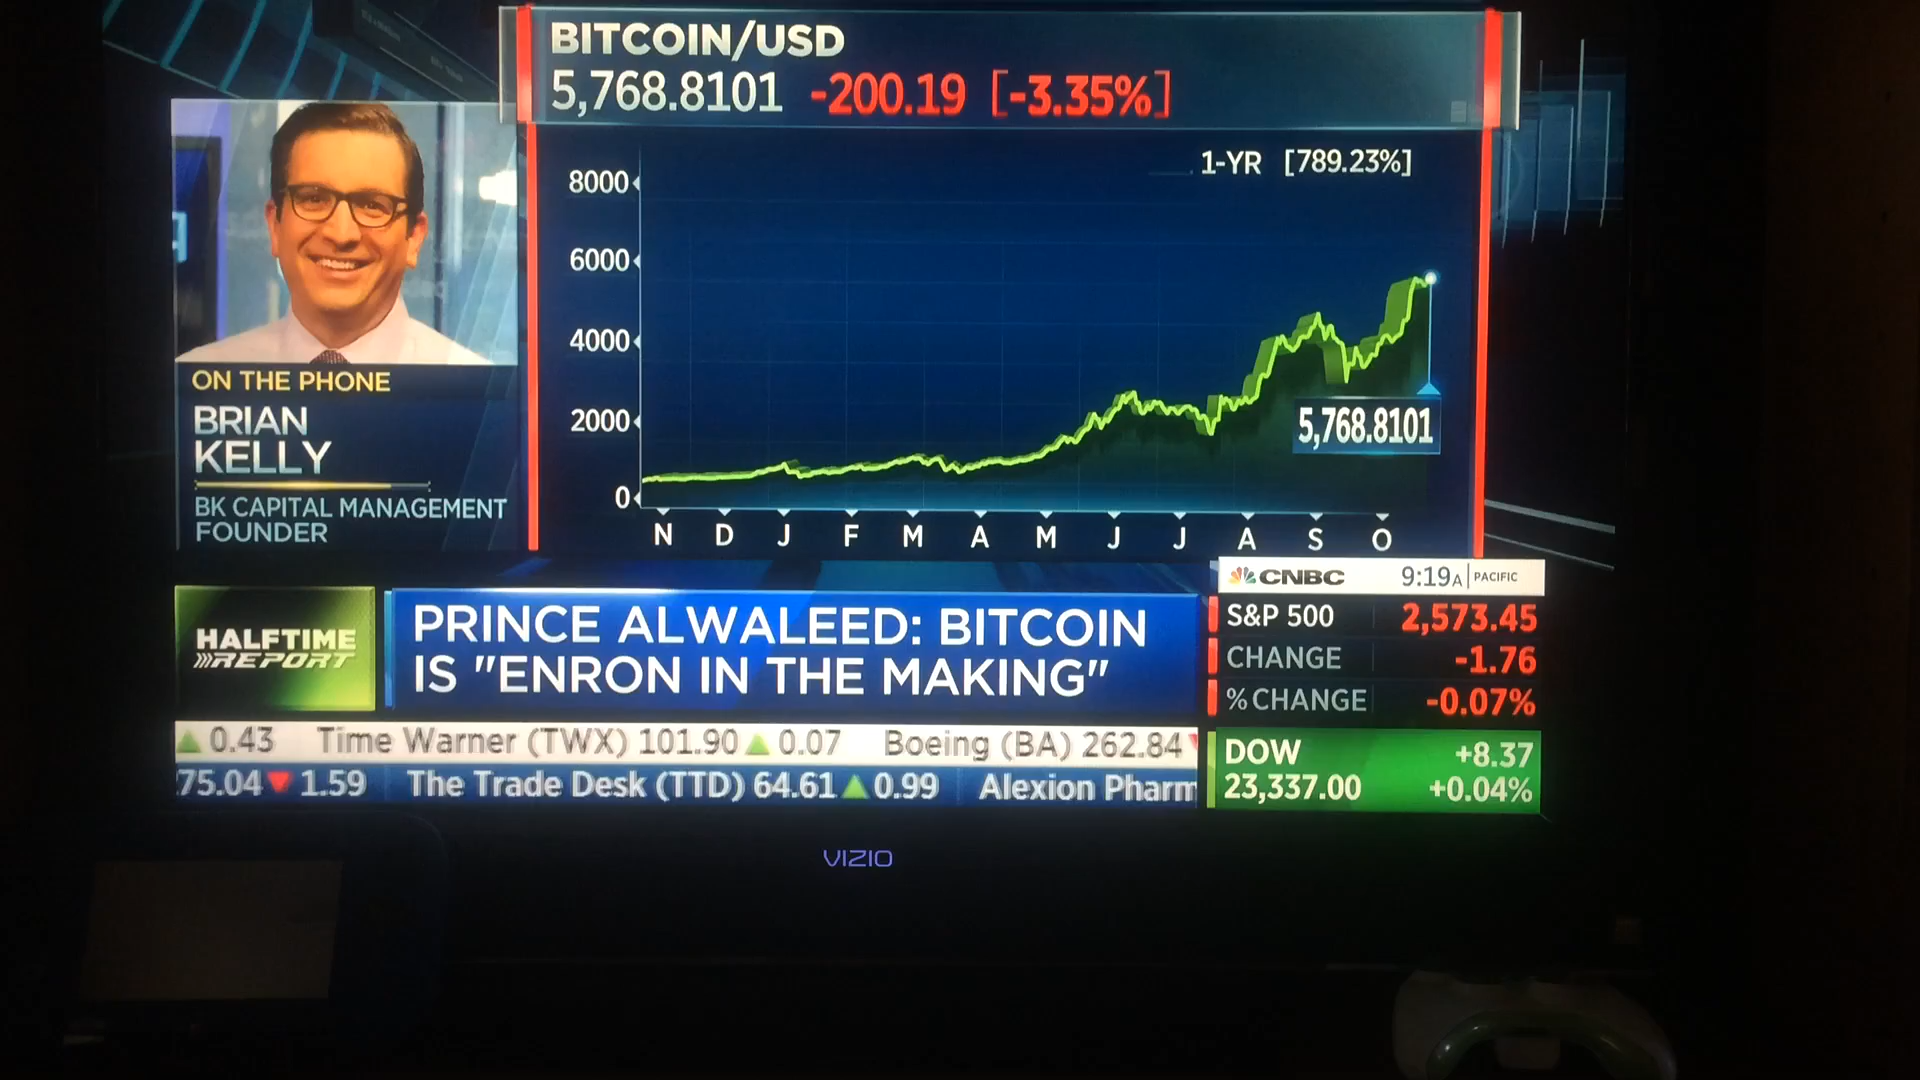 BITCOIN/USD
5,768.8101 -200.19 [-3.35%]
1-YR [789.23%]
8000
6000
4000
2000
0
5,768.8101
N D J F M A M J J A S O
ON THE PHONE
BRIAN
KELLY
BK CAPITAL MANAGEMENT
FOUNDER
HALFTIME
REPORT
PRINCE ALWALEED: BITCOIN
IS "ENRON IN THE MAKING"
CNBC 9:19A PACIFIC
S&P 500 2,573.45
CHANGE -1.76
% CHANGE -0.07%
DOW +8.37
23,337.00 +0.04%
▲ 0.43 Time Warner (TWX) 101.90 ▲ 0.07 Boeing (BA) 262.84
75.04 ▼ 1.59 The Trade Desk (TTD) 64.61 ▲ 0.99 Alexion Pharm
VIZIO